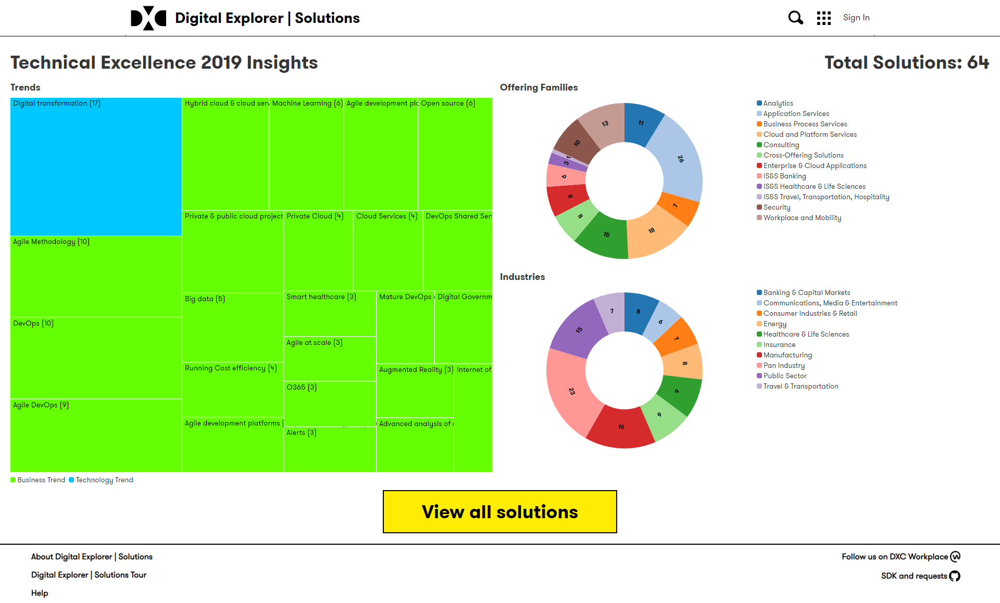 DXC Digital Explorer | Solutions
Sign In
Technical Excellence 2019 Insights
Total Solutions: 64
Trends
Digital transformation (17)
Hybrid cloud & cloud serv
Machine Learning (6)
Agile development pl
Open source (6)
Private & public cloud project
Private Cloud (4)
Cloud Services (4)
DevOps Shared Ser
Agile Methodology (10)
Big data (5)
Smart healthcare (3)
Mature DevOps
Digital Governm
DevOps (10)
Agile at scale (3)
Running Cost efficiency (4)
Augmented Reality (3)
Internet of
O365 (3)
Agile DevOps (9)
Agile development platforms (
Alerts (3)
Advanced analysis of
Business Trend
Technology Trend
Offering Families
11
26
7
18
15
8
8
6
3
1
10
13
Analytics
Application Services
Business Process Services
Cloud and Platform Services
Consulting
Cross-Offering Solutions
Enterprise & Cloud Applications
IS&S Banking
IS&S Healthcare & Life Sciences
IS&S Travel, Transportation, Hospitality
Security
Workplace and Mobility
Industries
8
6
7
8
9
9
16
23
15
7
Banking & Capital Markets
Communications, Media & Entertainment
Consumer Industries & Retail
Energy
Healthcare & Life Sciences
Insurance
Manufacturing
Pan Industry
Public Sector
Travel & Transportation
View all solutions
About Digital Explorer | Solutions
Digital Explorer | Solutions Tour
Help
Follow us on DXC Workplace
SDK and requests